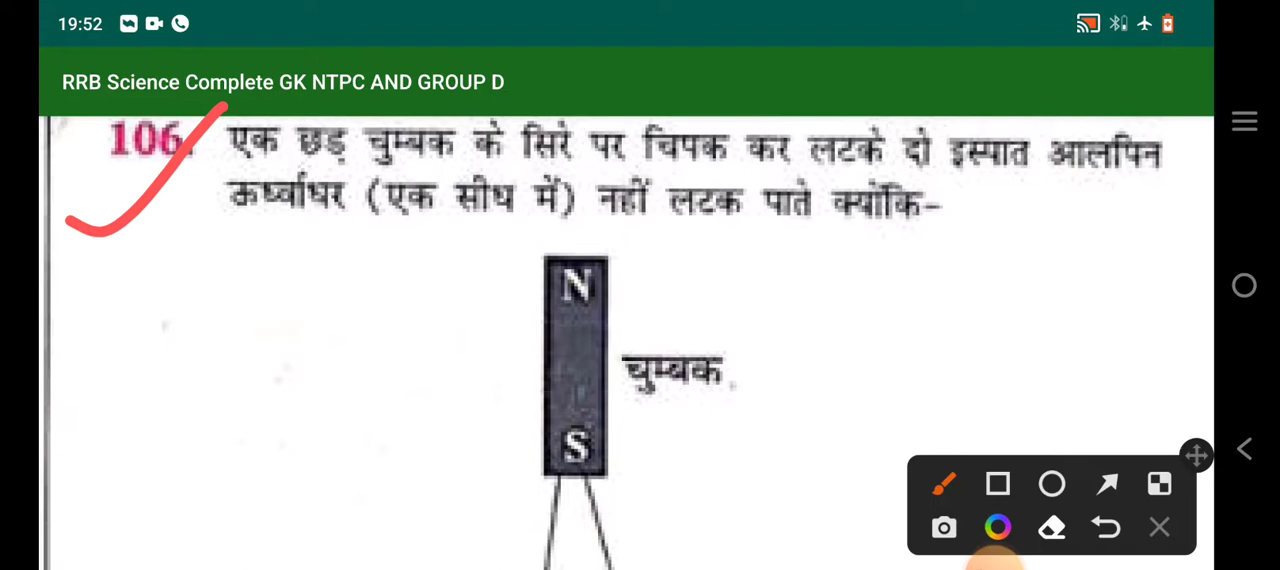 19:52
RRB Science Complete GK NTPC AND GROUP D
106. एक छड़ चुम्बक के सिरे पर चिपक कर लटके दो इस्पात आलपिन
ऊर्ध्वाधर (एक सीध में) नहीं लटक पाते क्योंकि-
N
चुम्बक
S